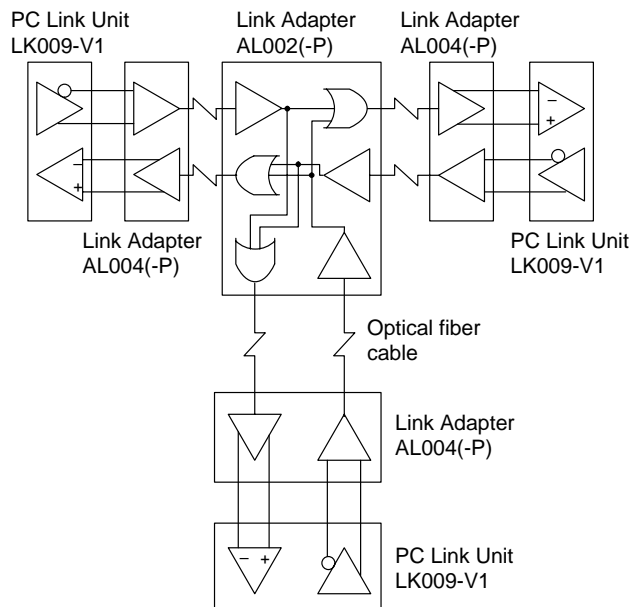 PC Link Unit
LK009-V1
Link Adapter
AL002(-P)
Link Adapter
AL004(-P)
− +
− +
Link Adapter
AL004(-P)
PC Link Unit
LK009-V1
Optical fiber
cable
Link Adapter
AL004(-P)
− +
PC Link Unit
LK009-V1